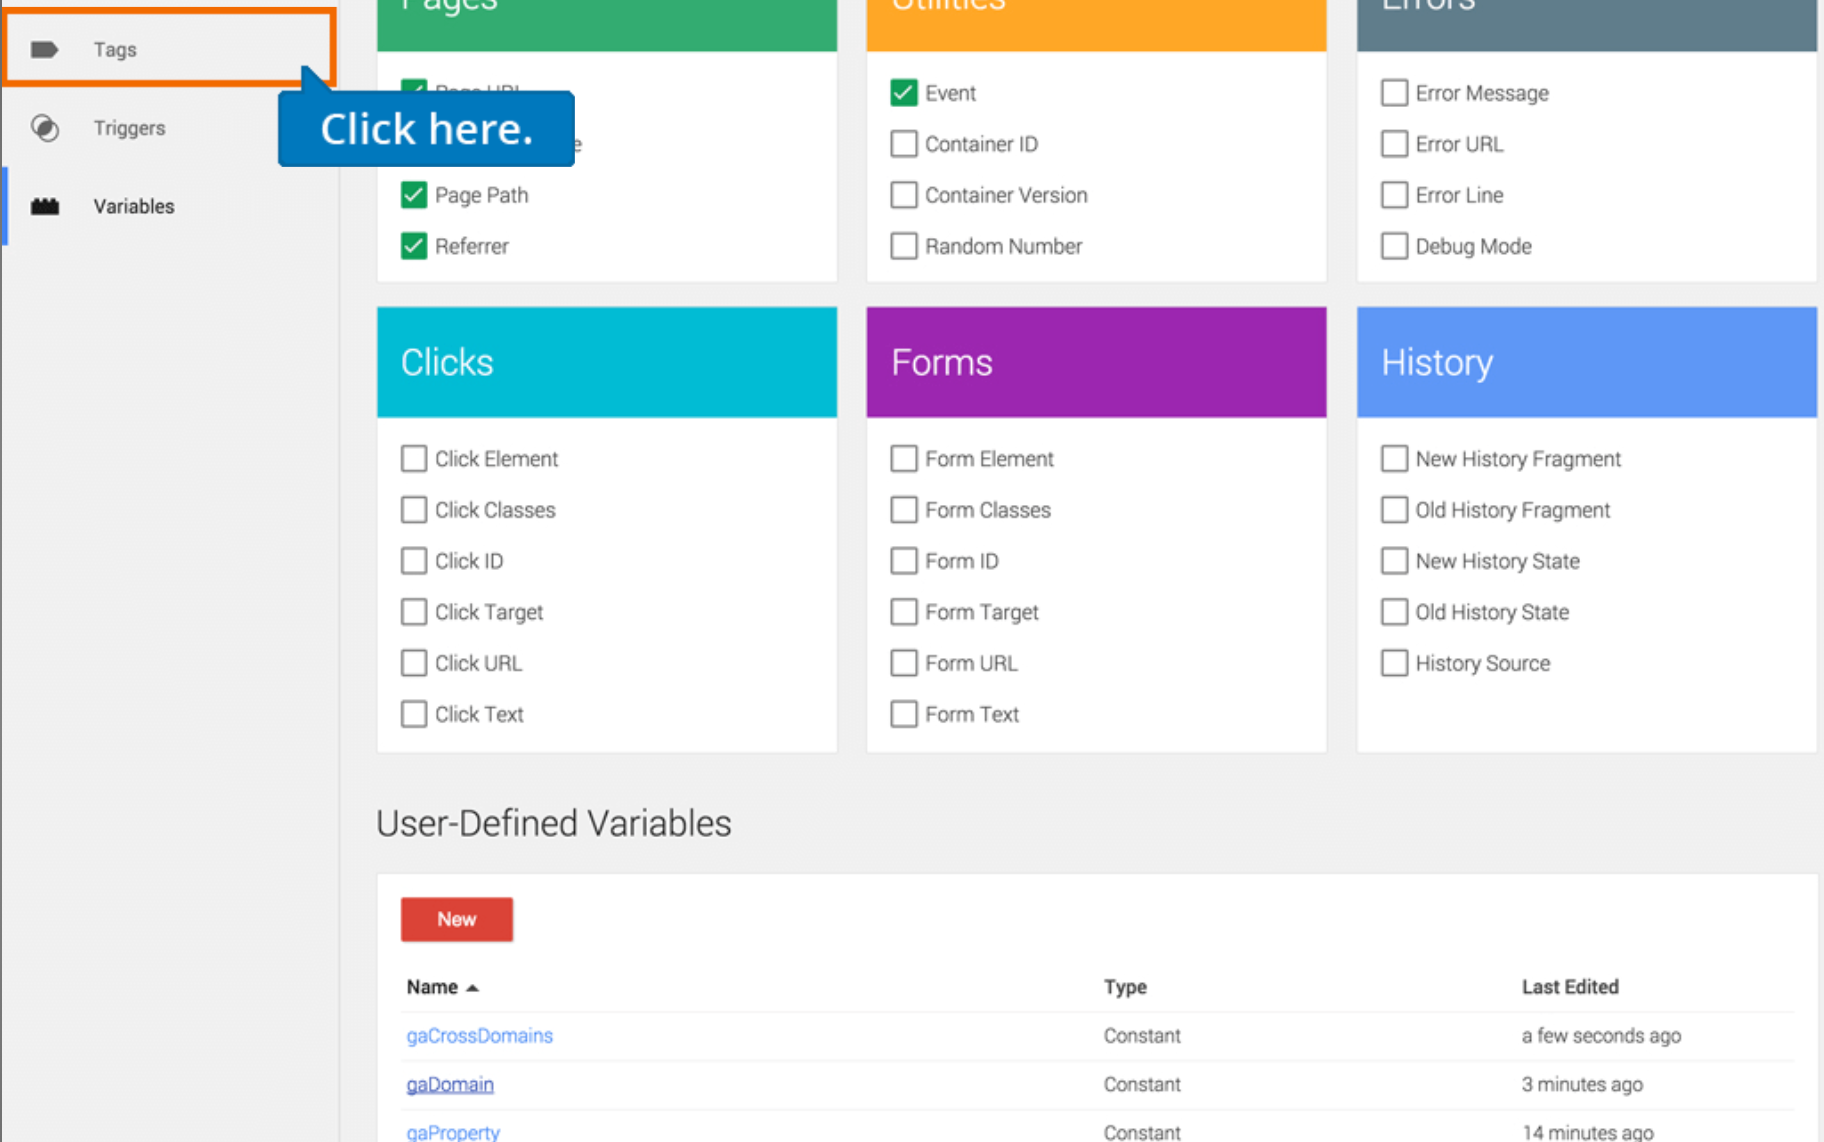 Pages
Utilities
Errors
Tags
Triggers
Variables
Click here.
Page URL
e
Page Path
Referrer
Event
Container ID
Container Version
Random Number
Error Message
Error URL
Error Line
Debug Mode
Clicks
Click Element
Click Classes
Click ID
Click Target
Click URL
Click Text
Forms
Form Element
Form Classes
Form ID
Form Target
Form URL
Form Text
History
New History Fragment
Old History Fragment
New History State
Old History State
History Source
User-Defined Variables
New
Name Type Last Edited
gaCrossDomains Constant a few seconds ago
gaDomain Constant 3 minutes ago
gaProperty Constant 14 minutes ago